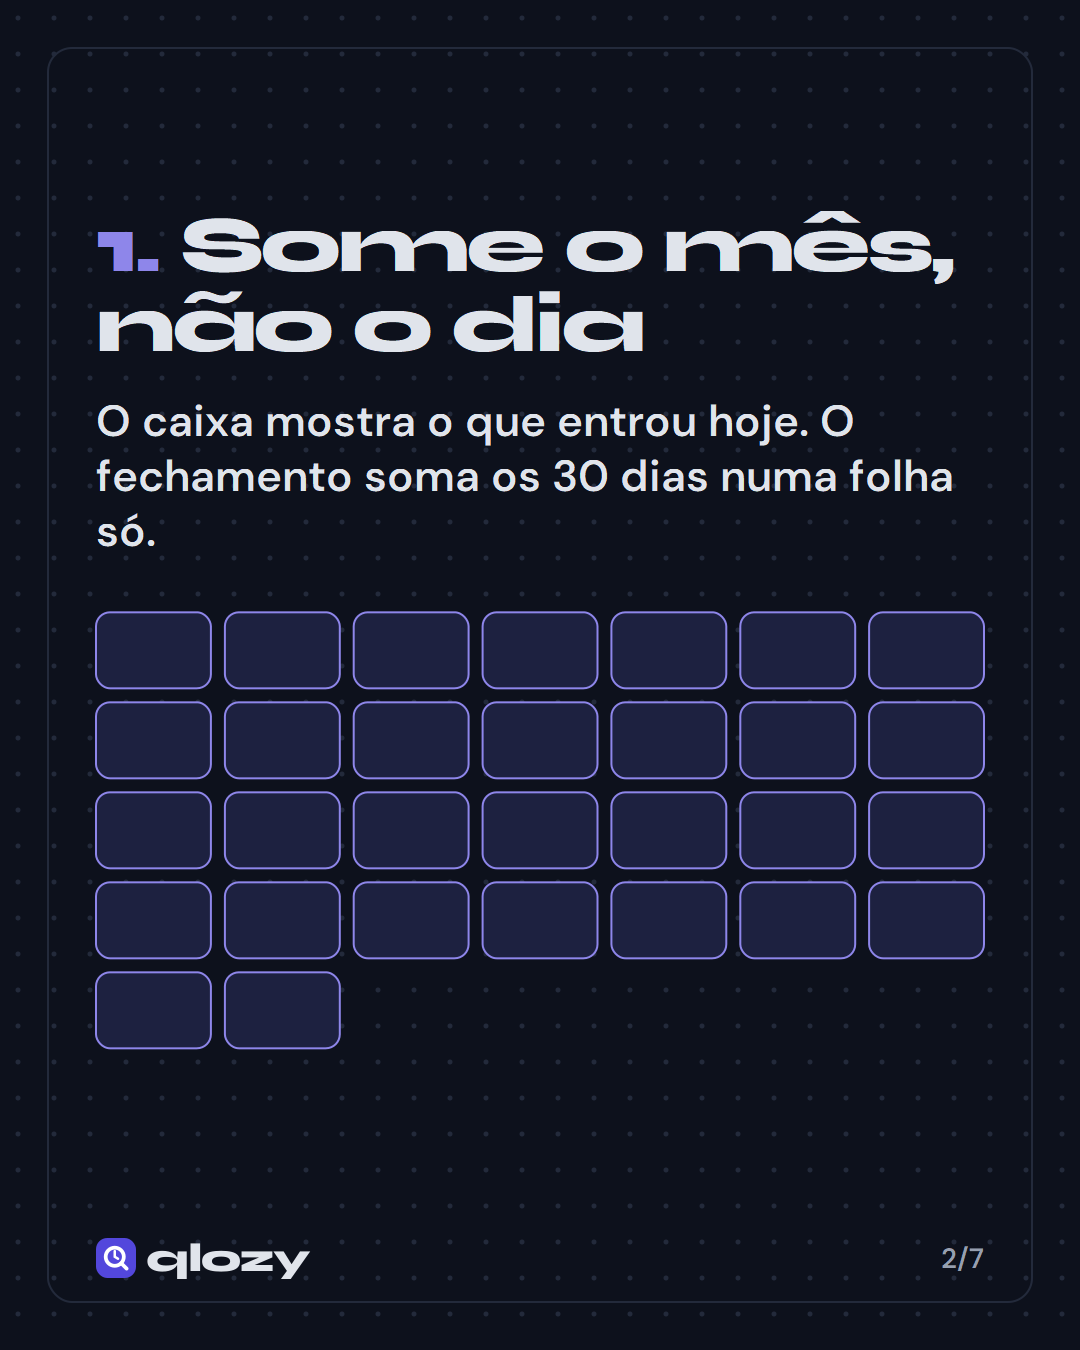 1. Some o mês,
não o dia
O caixa mostra o que entrou hoje. O
fechamento soma os 30 dias numa folha
só.
qlozy
2/7